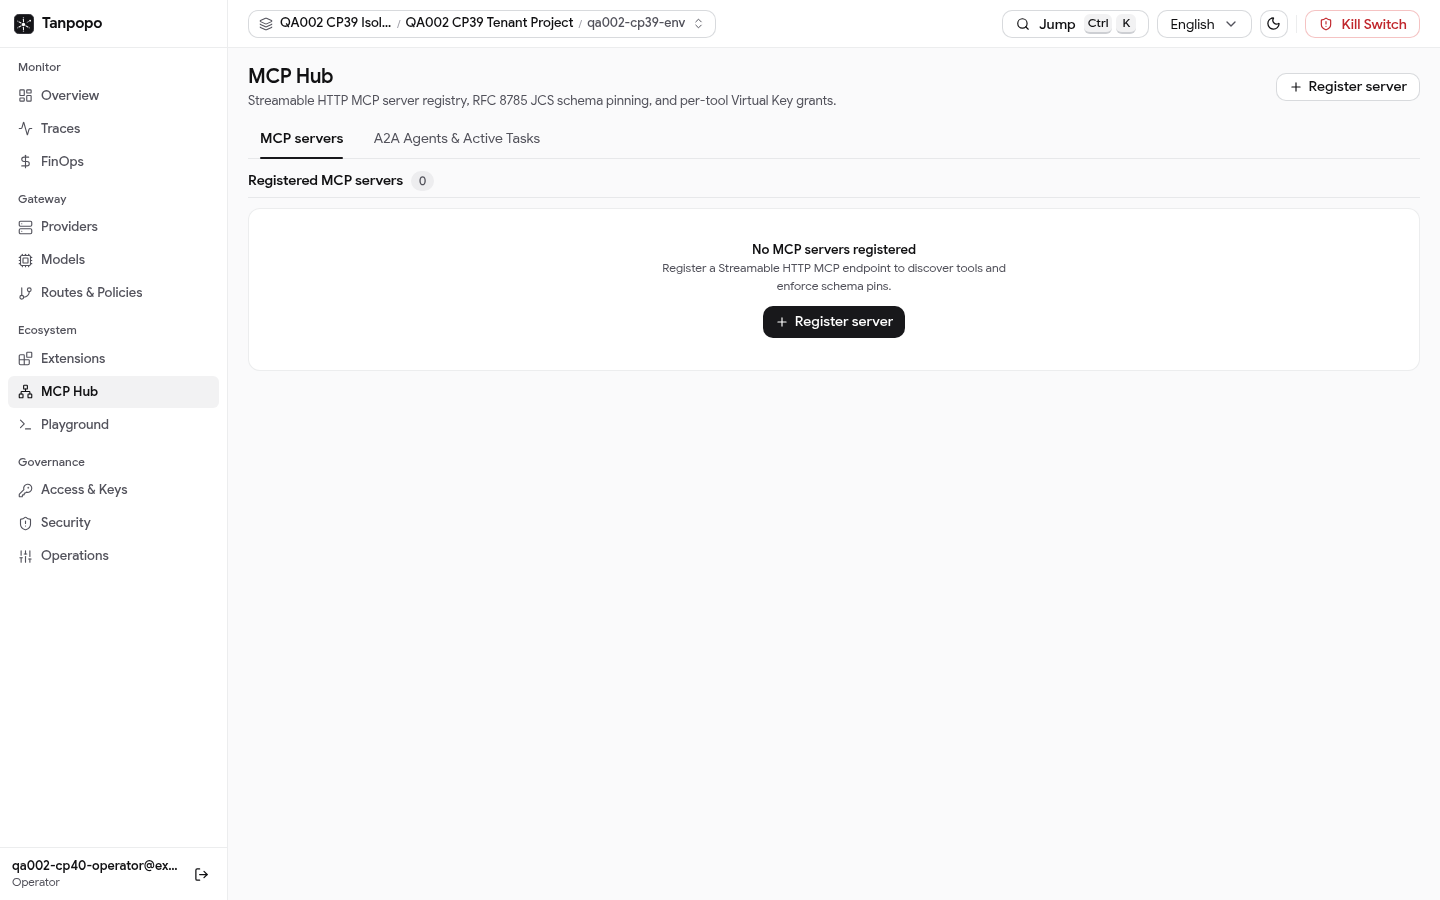 Tanpopo
QA002 CP39 Isol... / QA002 CP39 Tenant Project / qa002-cp39-env
Jump Ctrl K
English
Kill Switch
Monitor
Overview
Traces
FinOps
Gateway
Providers
Models
Routes & Policies
Ecosystem
Extensions
MCP Hub
Playground
Governance
Access & Keys
Security
Operations
qa002-cp40-operator@ex...
Operator
MCP Hub
Streamable HTTP MCP server registry, RFC 8785 JCS schema pinning, and per-tool Virtual Key grants.
Register server
MCP servers
A2A Agents & Active Tasks
Registered MCP servers 0
No MCP servers registered
Register a Streamable HTTP MCP endpoint to discover tools and
enforce schema pins.
Register server